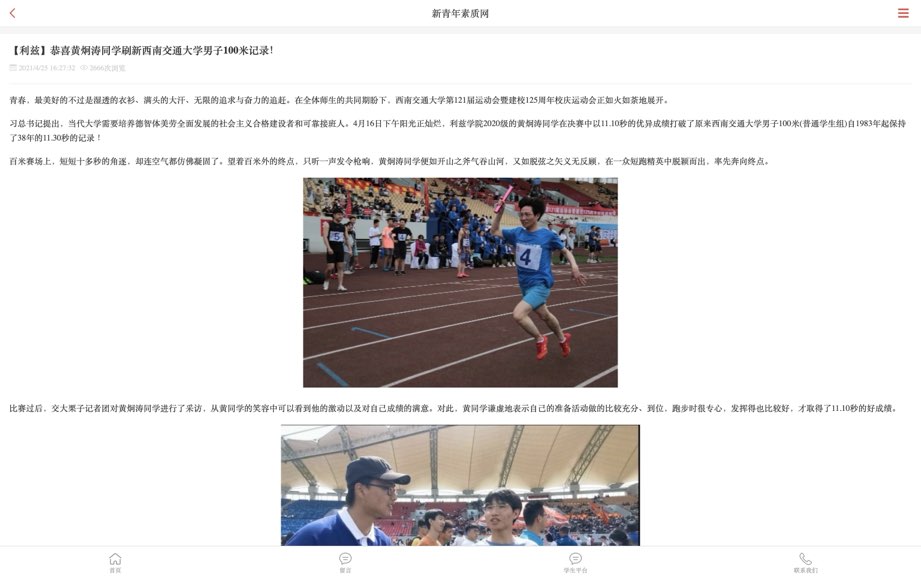 新青年素质网
【利兹】恭喜黄炯涛同学刷新西南交通大学男子100米记录！
2021/4/25 16:27:32 2666次浏览
青春，最美好的不过是湿透的衣衫、满头的大汗、无限的追求与奋力的追赶。在全体师生的共同期盼下，西南交通大学第121届运动会暨建校125周年校庆运动会正如火如荼地展开。
习总书记提出，当代大学需要培养德智体美劳全面发展的社会主义合格建设者和可靠接班人。4月16日下午阳光正灿烂，利兹学院2020级的黄炯涛同学在决赛中以11.10秒的优异成绩打破了原来西南交通大学男子100米(普通学生组)自1983年起保持
了38年的11.30秒的记录！
百米赛场上，短短十多秒的角逐，却连空气都仿佛凝固了。望着百米外的终点，只听一声发令枪响，黄炯涛同学便如开山之斧气吞山河，又如脱弦之矢义无反顾，在一众短跑精英中脱颖而出，率先奔向终点。
5
4
4
比赛过后，交大栗子记者团对黄炯涛同学进行了采访，从黄同学的笑容中可以看到他的激动以及对自己成绩的满意。对此，黄同学谦虚地表示自己的准备活动做的比较充分、到位，跑步时很专心，发挥得也比较好，才取得了11.10秒的好成绩。
首页
留言
学生平台
联系我们